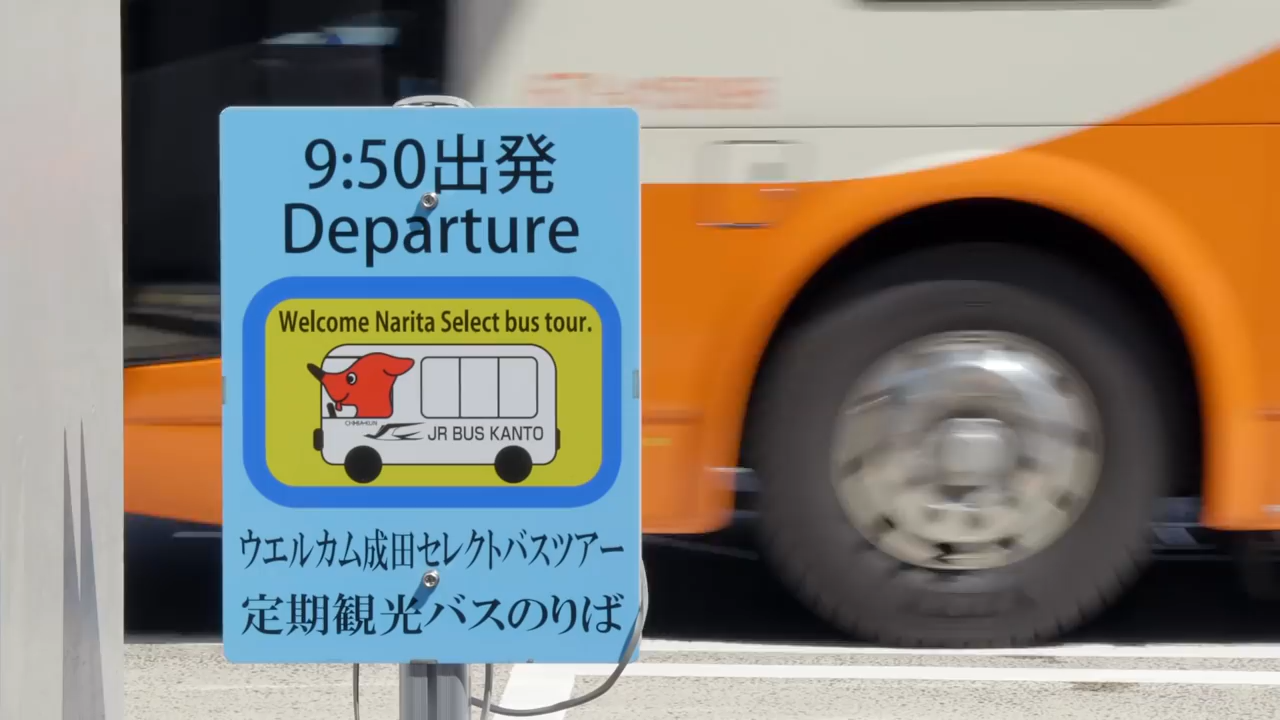 9:50出発
Departure
Welcome Narita Select bus tour.
CHIBA-KUN
JR BUS KANTO
ウエルカム成田セレクトバスツアー
定期観光バスのりば